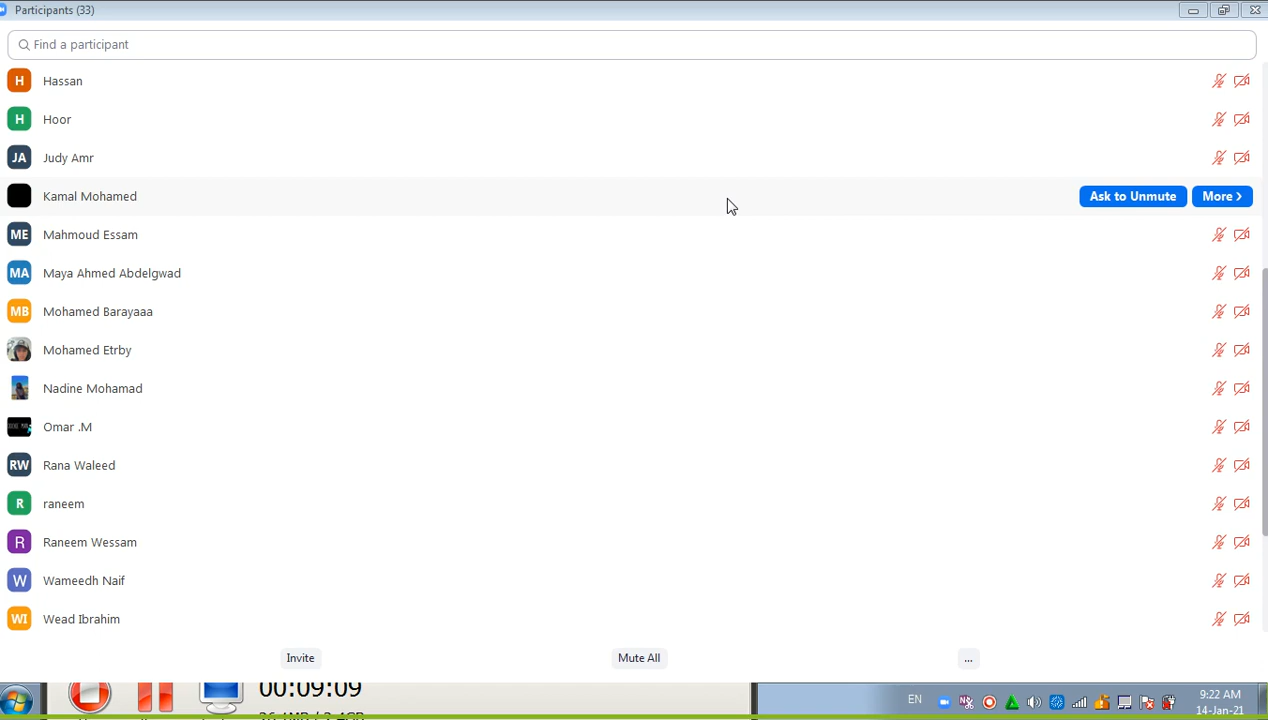 Participants (33)
Find a participant
H Hassan
H Hoor
JA Judy Amr
Kamal Mohamed Ask to Unmute More >
ME Mahmoud Essam
MA Maya Ahmed Abdelgwad
MB Mohamed Barayaaa
Mohamed Etrby
Nadine Mohamad
Omar .M
RW Rana Waleed
R raneem
R Raneem Wessam
W Wameedh Naif
WI Wead Ibrahim
Invite Mute All ...
00:09:09
EN 9:22 AM
14-Jan-21